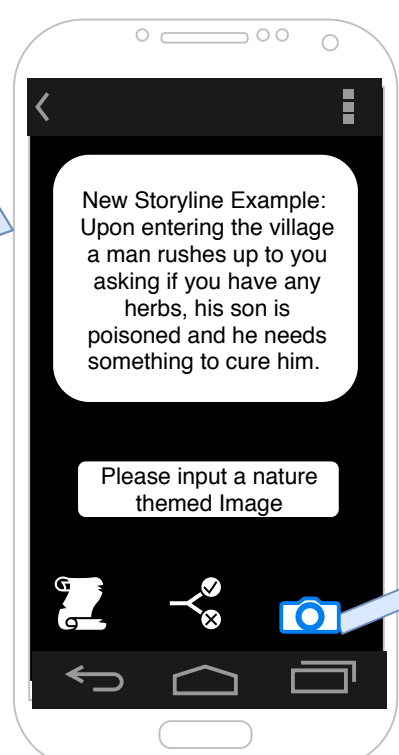 New Storyline Example:
Upon entering the village
a man rushes up to you
asking if you have any
herbs, his son is
poisoned and he needs
something to cure him.
Please input a nature
themed Image